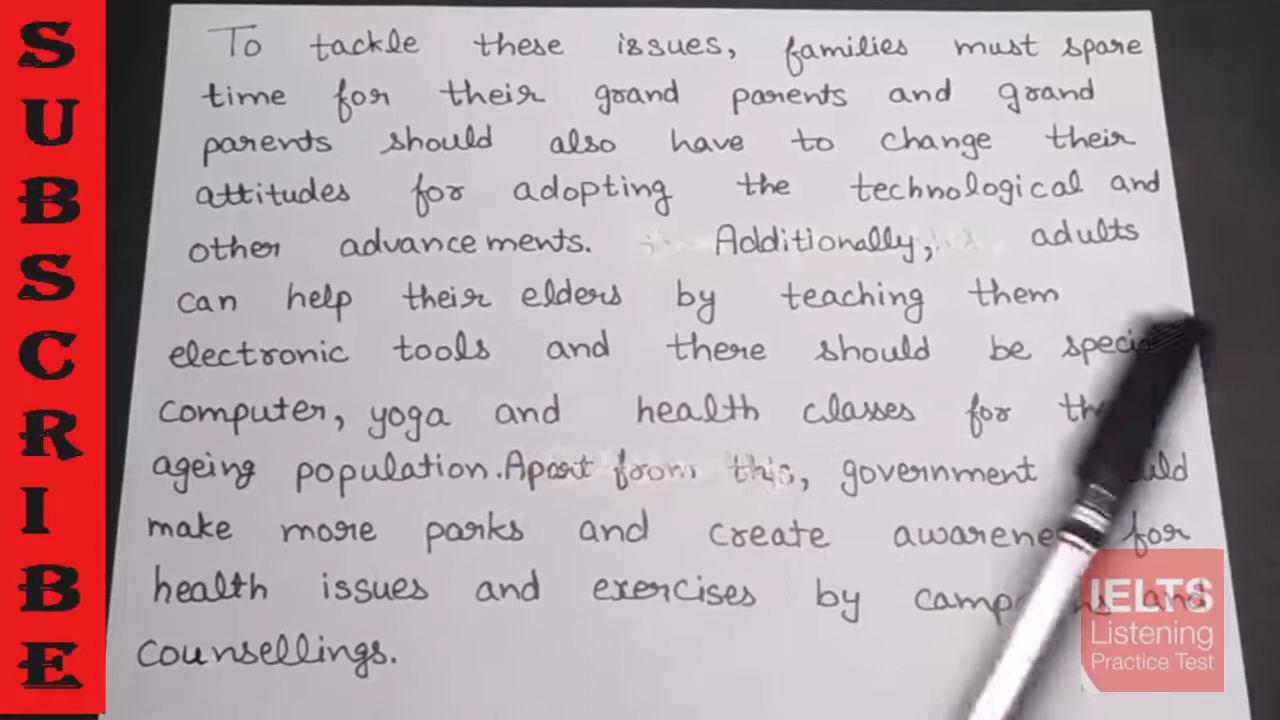 SUBSCRIBE
To tackle these issues, families must spare
time for their grand parents and grand
parents should also have to change their
attitudes for adopting the technological and
other advancements. Additionally, adults
can help their elders by teaching them
electronic tools and there should be
computer, yoga and health classes for
ageing population. Apart from this, government
make more parks and create for
health issues and exercises by and
counsellings.
IELTS
Listening
Practice Test